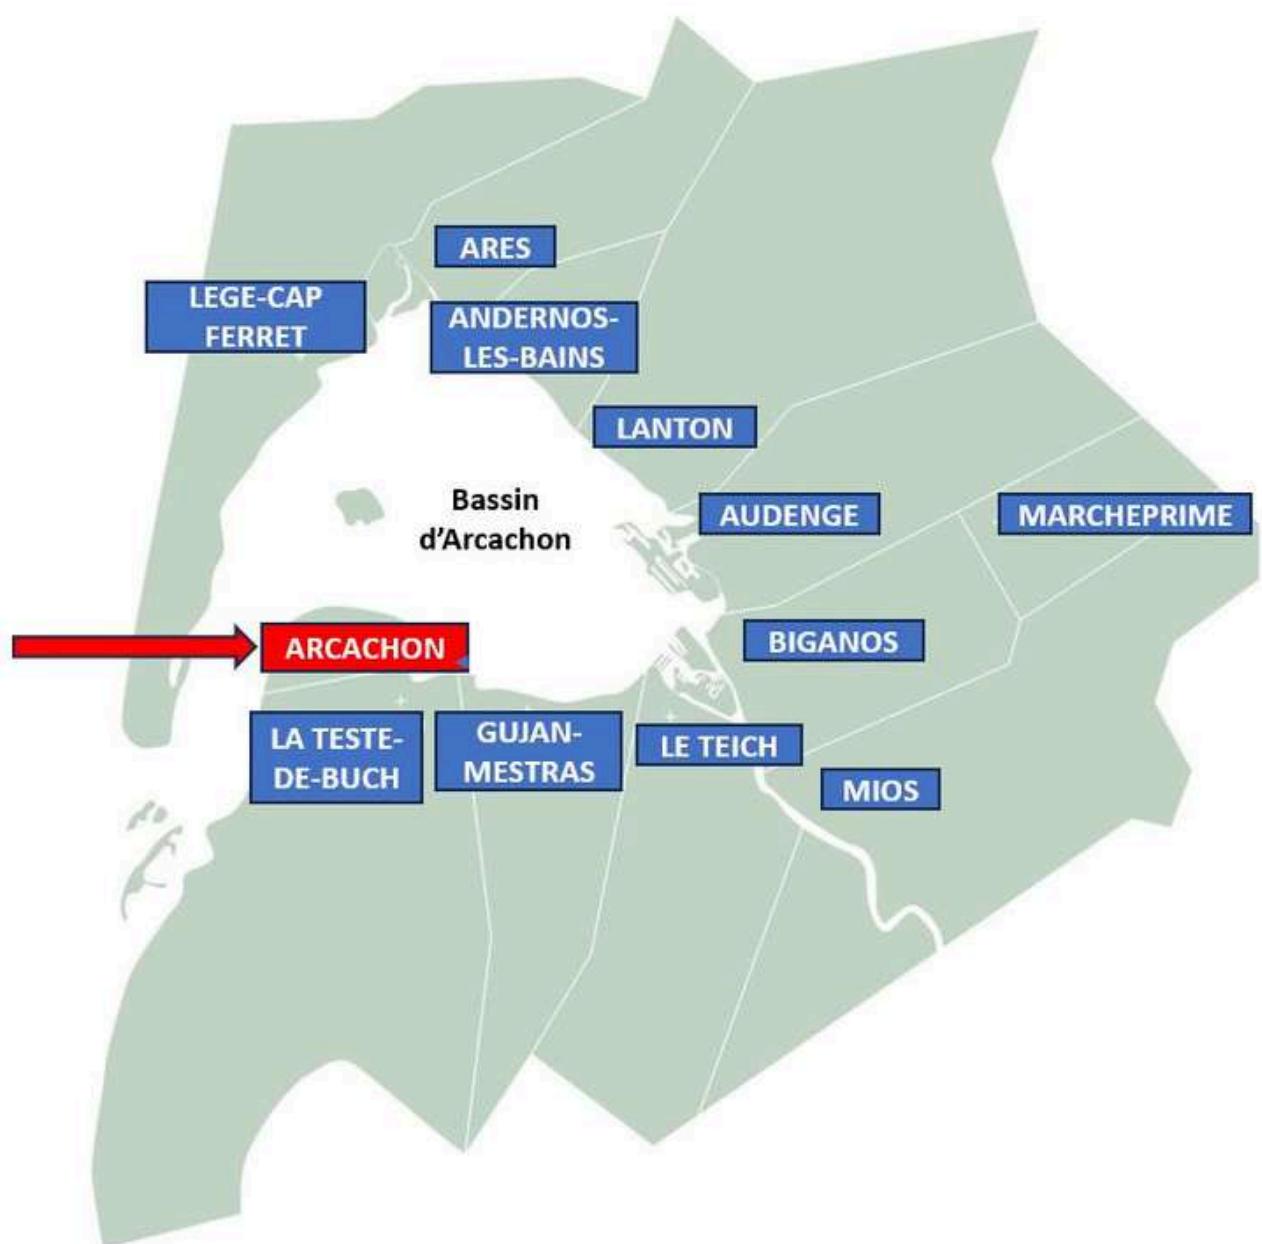 ARES
LEGE-CAP
FERRET
ANDERNOS-
LES-BAINS
LANTON
Bassin
d'Arcachon
AUDENGE
MARCHEPRIME
ARCACHON
BIGANOS
LA TESTE-
DE-BUCH
GUJAN-
MESTRAS
LE TEICH
MIOS